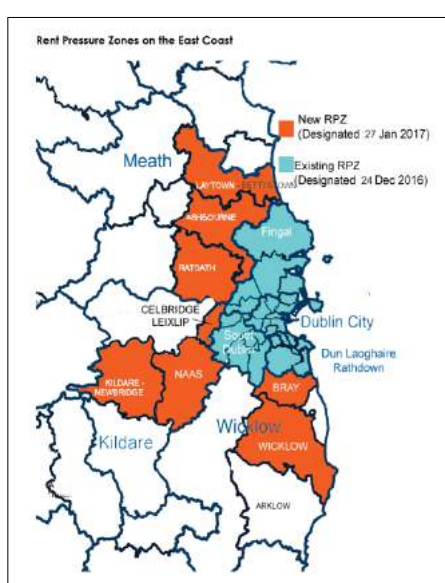 Rent Pressure Zones on the East Coast
New RPZ
(Designated 27 Jan 2017)
Existing RPZ
(Designated 24 Dec 2016)
Meath
LAYTOWN - BETTYSTOWN
ASHBOURNE
Fingal
RATOATH
CELBRIDGE
LEIXLIP
Dublin City
South
Dublin
Dun Laoghaire
Rathdown
NAAS
KILDARE -
NEWBRIDGE
BRAY
Wicklow
Kildare
WICKLOW
ARKLOW